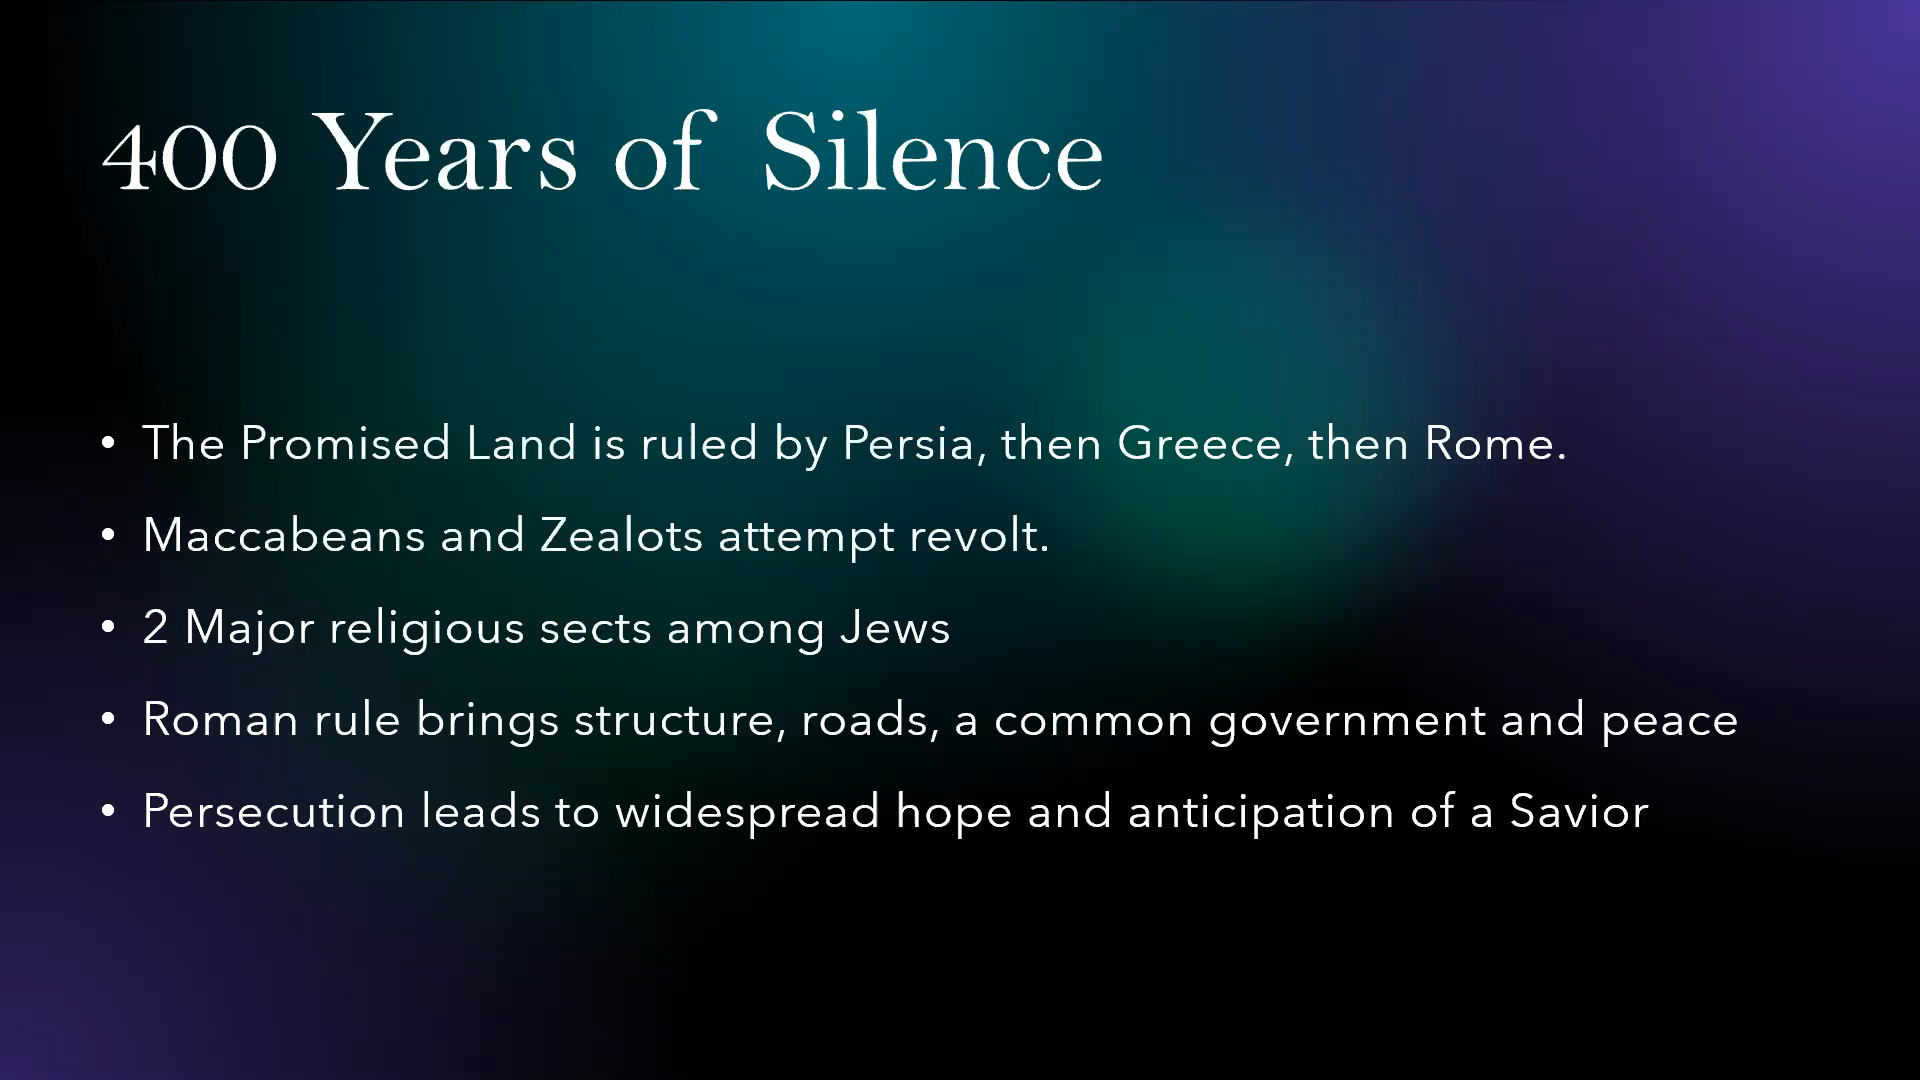 400 Years of Silence
• The Promised Land is ruled by Persia, then Greece, then Rome.
• Maccabeans and Zealots attempt revolt.
• 2 Major religious sects among Jews
• Roman rule brings structure, roads, a common government and peace
• Persecution leads to widespread hope and anticipation of a Savior